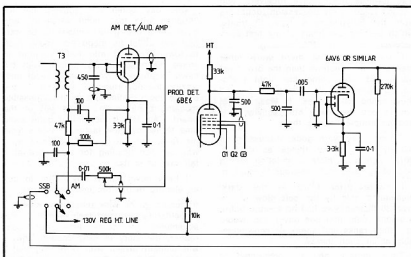 AM DET./AUD. AMP
T3
450
100
47k
100k
3·3k
0·1
100
0·01
500k
SSB
AM
130V REG HT. LINE
HT
33k
PROD. DET.
6BE6
500
G1 G2 G3
47k
500
·005
6AV6 OR SIMILAR
270k
3·3k
0·1
10k